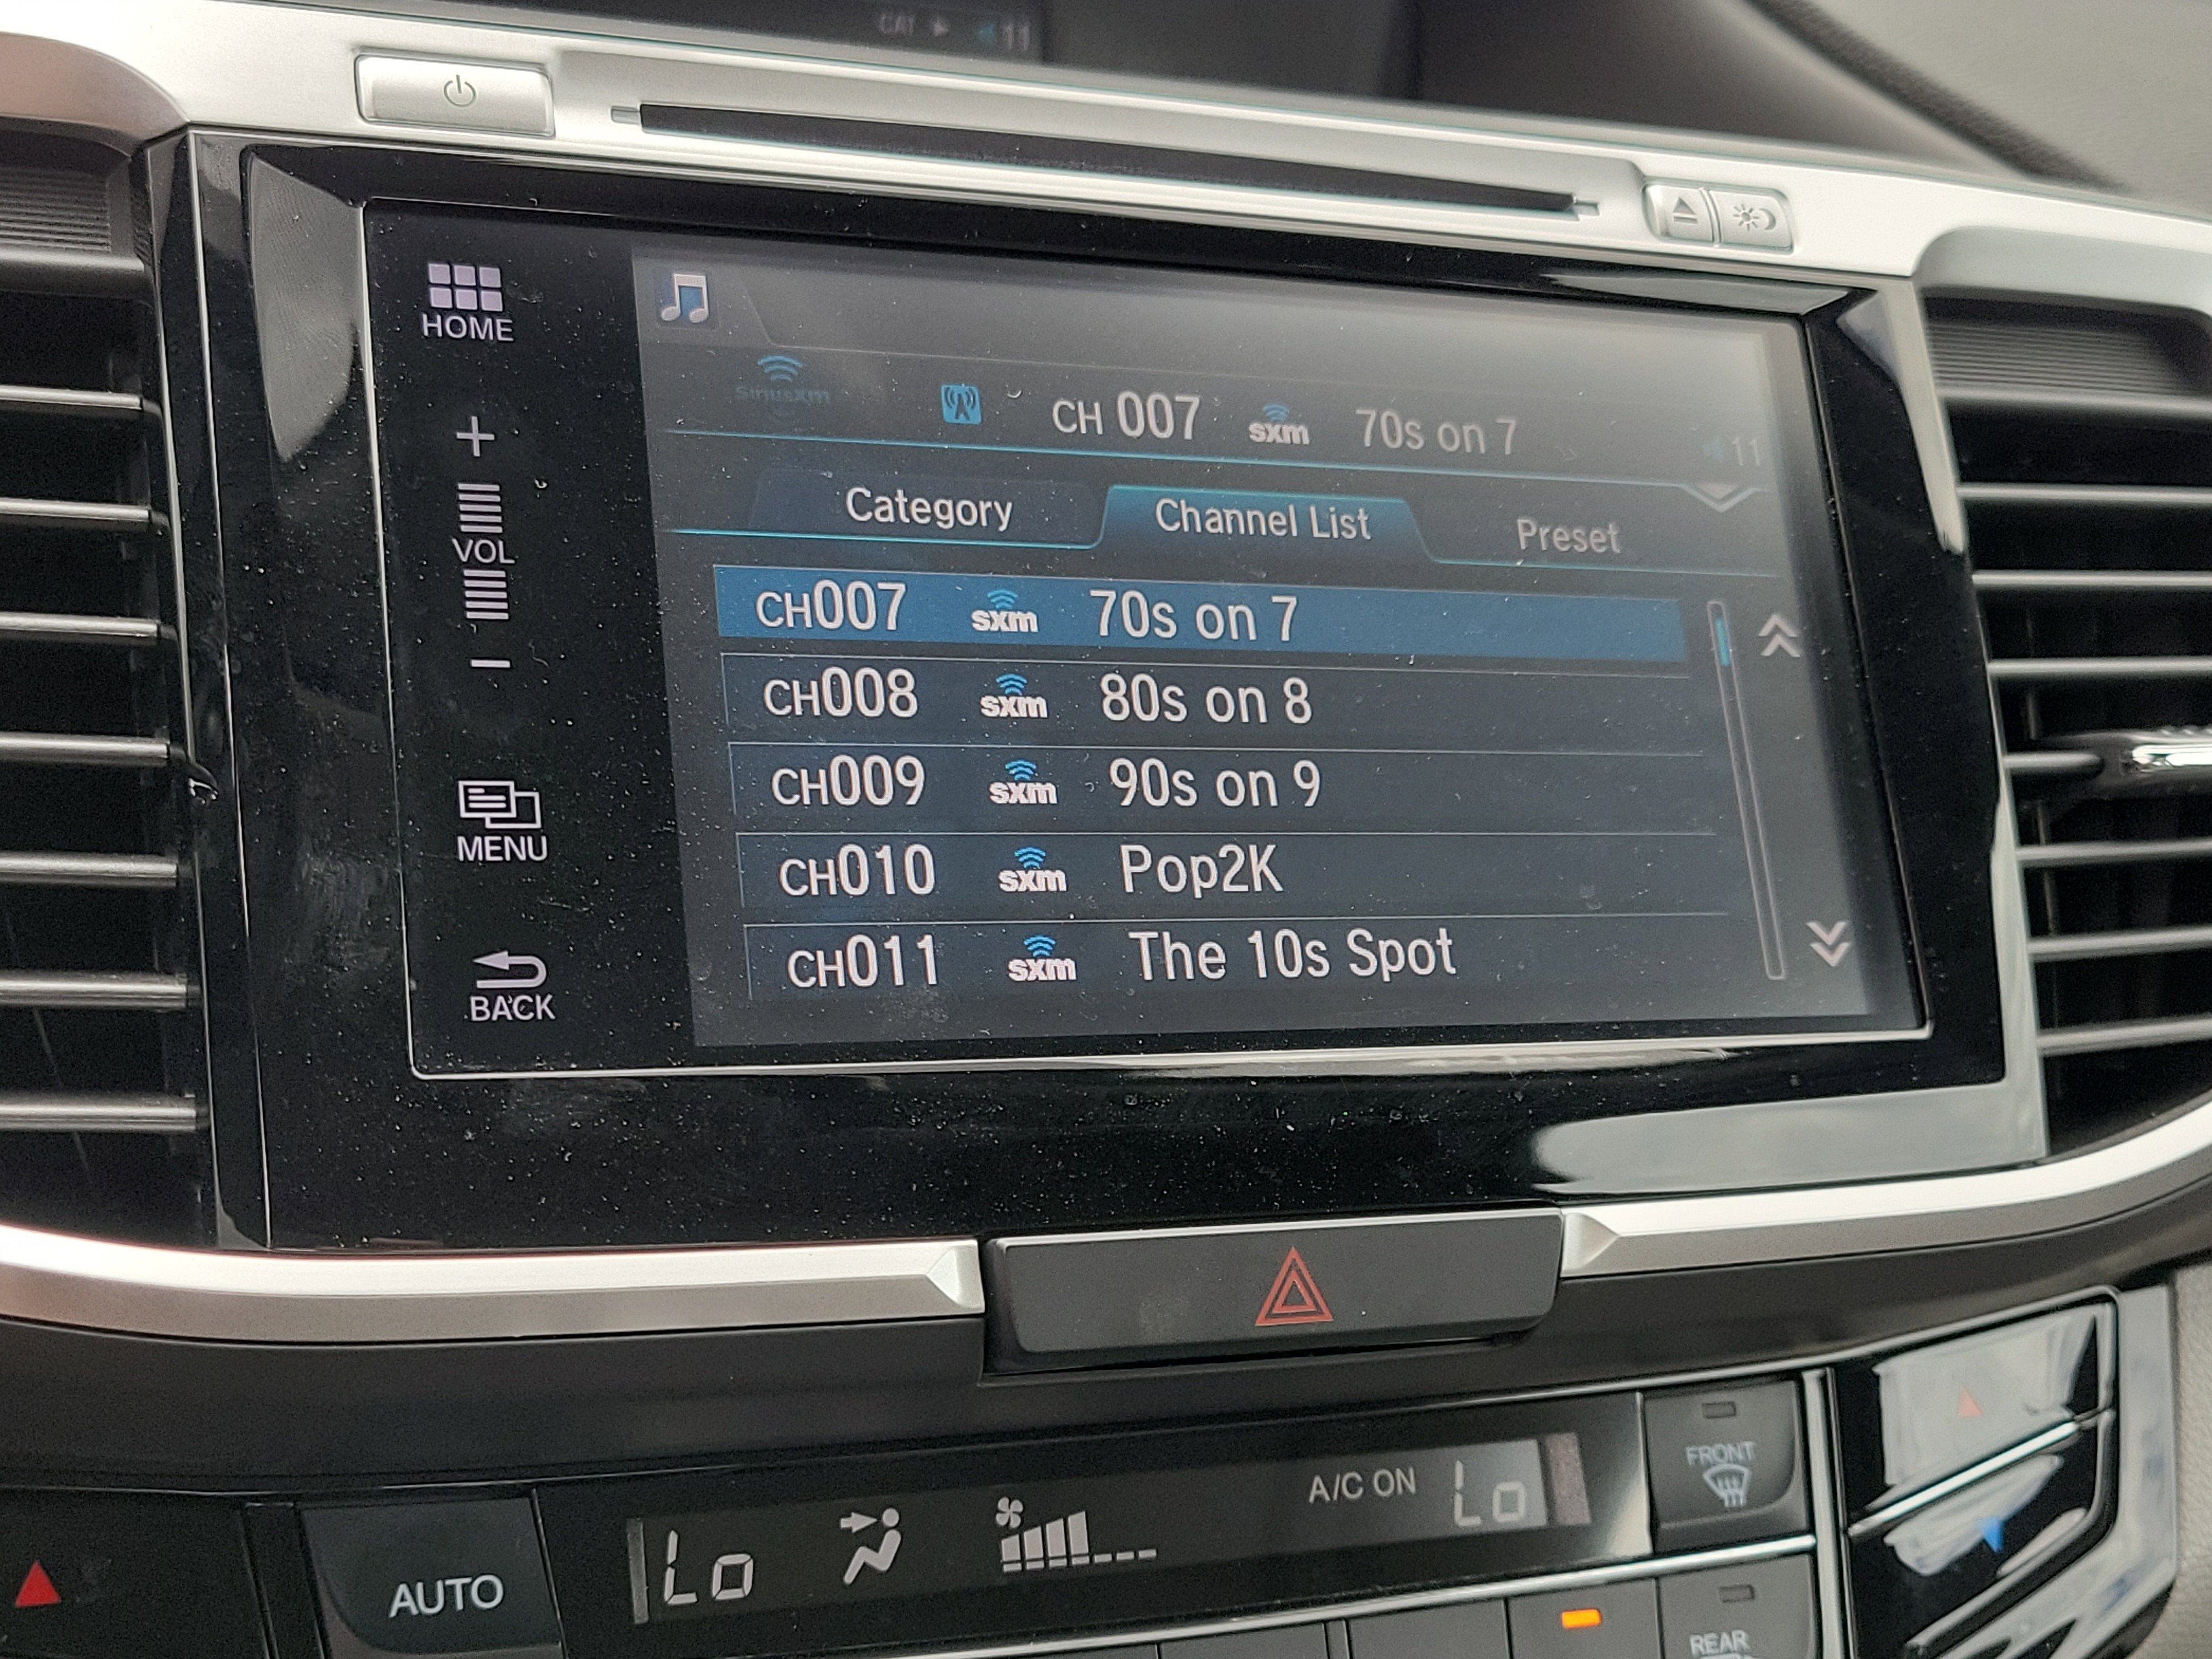 CAT 11
HOME
siriusxm
CH 007 sxm 70s on 7
11
+
VOL
Category Channel List Preset
CH007 sxm 70s on 7
CH008 sxm 80s on 8
CH009 sxm 90s on 9
MENU
CH010 sxm Pop2K
CH011 sxm The 10s Spot
BACK
FRONT
A/C ON Lo
Lo
AUTO
REAR